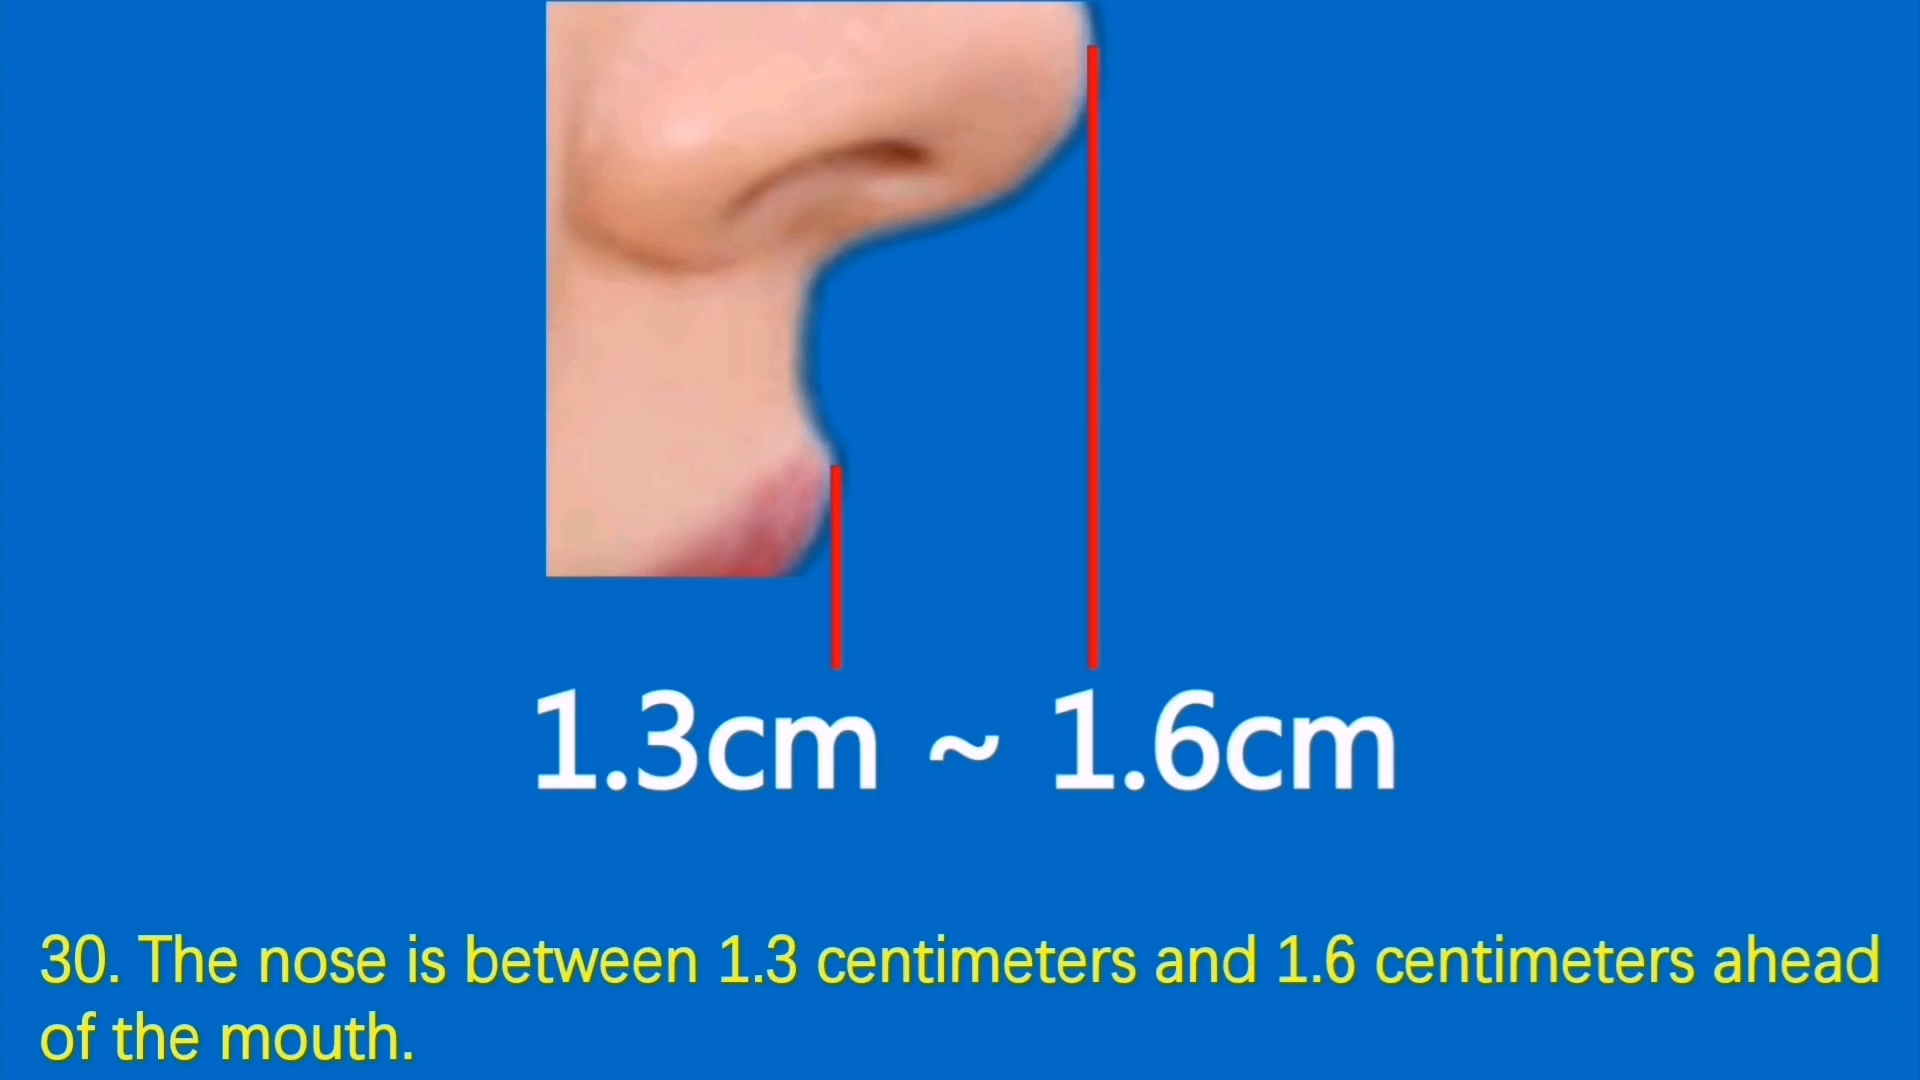 1.3cm ~ 1.6cm
30. The nose is between 1.3 centimeters and 1.6 centimeters ahead
of the mouth.